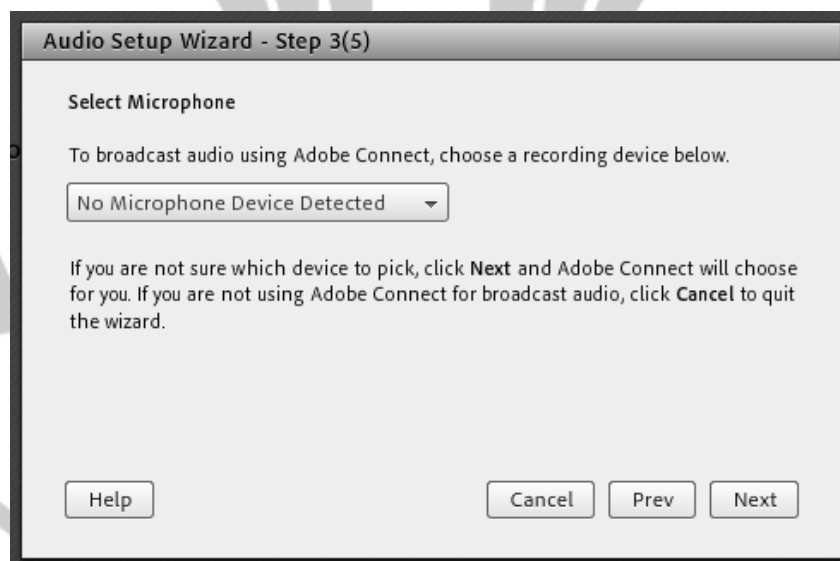 Audio Setup Wizard - Step 3(5)
Select Microphone
To broadcast audio using Adobe Connect, choose a recording device below.
No Microphone Device Detected
If you are not sure which device to pick, click Next and Adobe Connect will choose
for you. If you are not using Adobe Connect for broadcast audio, click Cancel to quit
the wizard.
Help
Cancel
Prev
Next